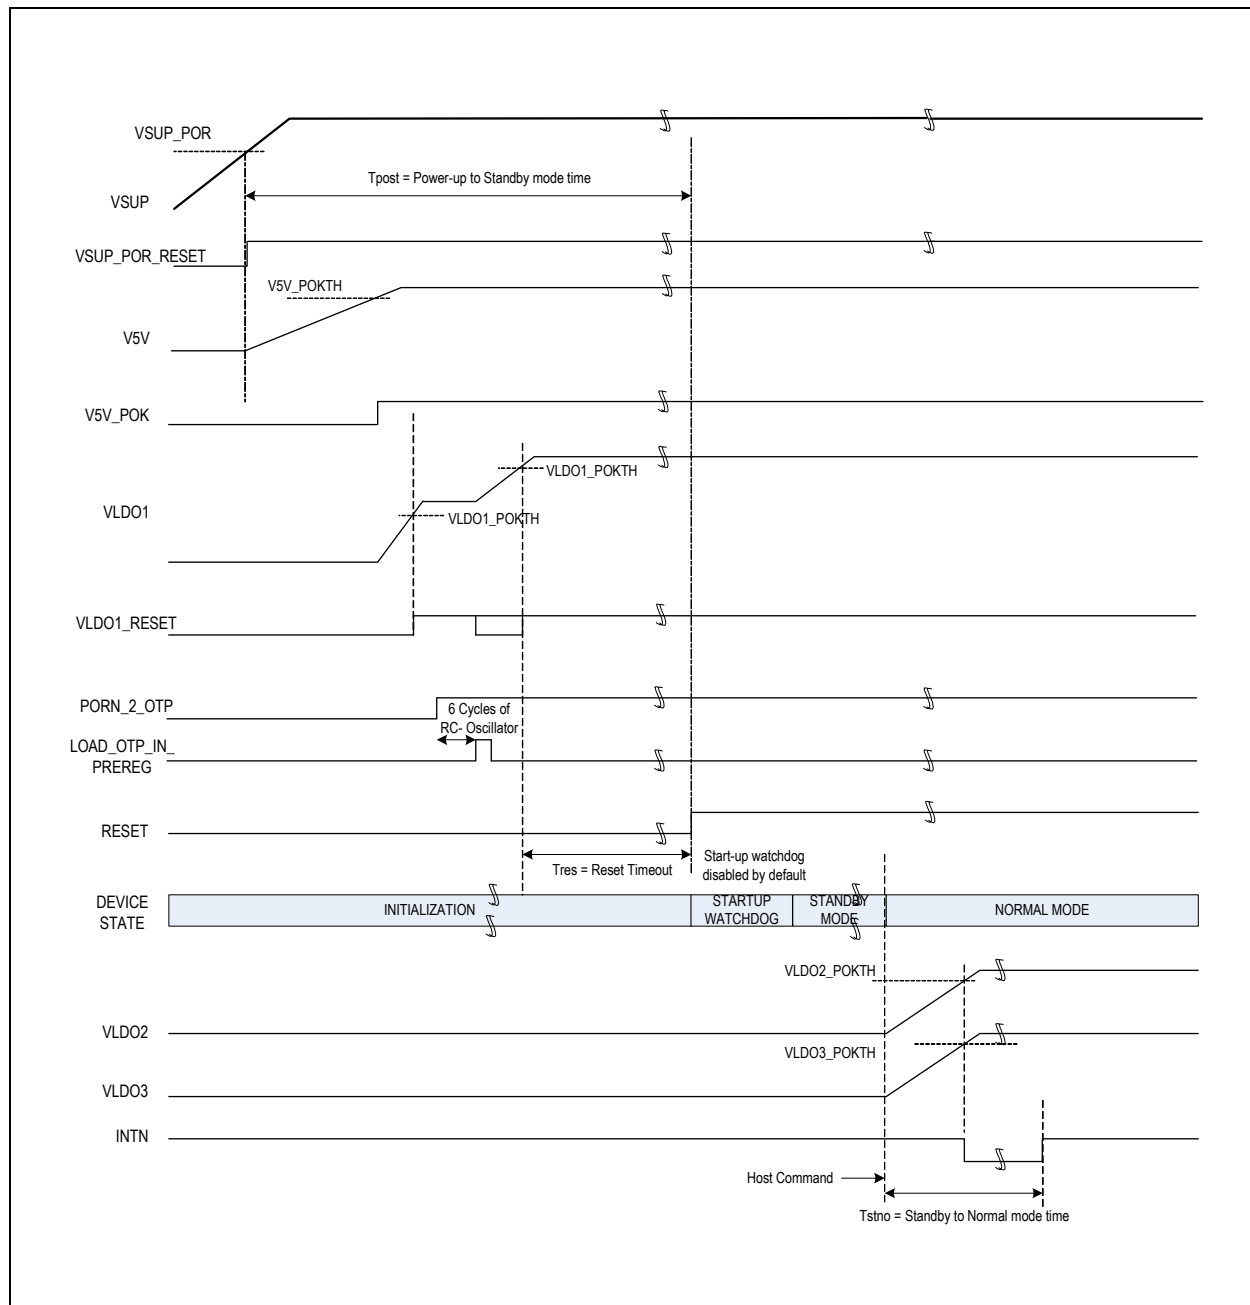 VSUP_POR
Tpost = Power-up to Standby mode time
VSUP
VSUP_POR_RESET
V5V_POKTH
V5V
V5V_POK
VLDO1_POKTH
VLDO1
VLDO1_POKTH
VLDO1_RESET
PORN_2_OTP
6 Cycles of
RC- Oscillator
LOAD_OTP_IN_
PREREG
RESET
Tres = Reset Timeout
Start-up watchdog
disabled by default
DEVICE
STATE
INITIALIZATION
STARTUP
WATCHDOG
STANDBY
MODE
NORMAL MODE
VLDO2_POKTH
VLDO2
VLDO3_POKTH
VLDO3
INTN
Host Command
Tstno = Standby to Normal mode time